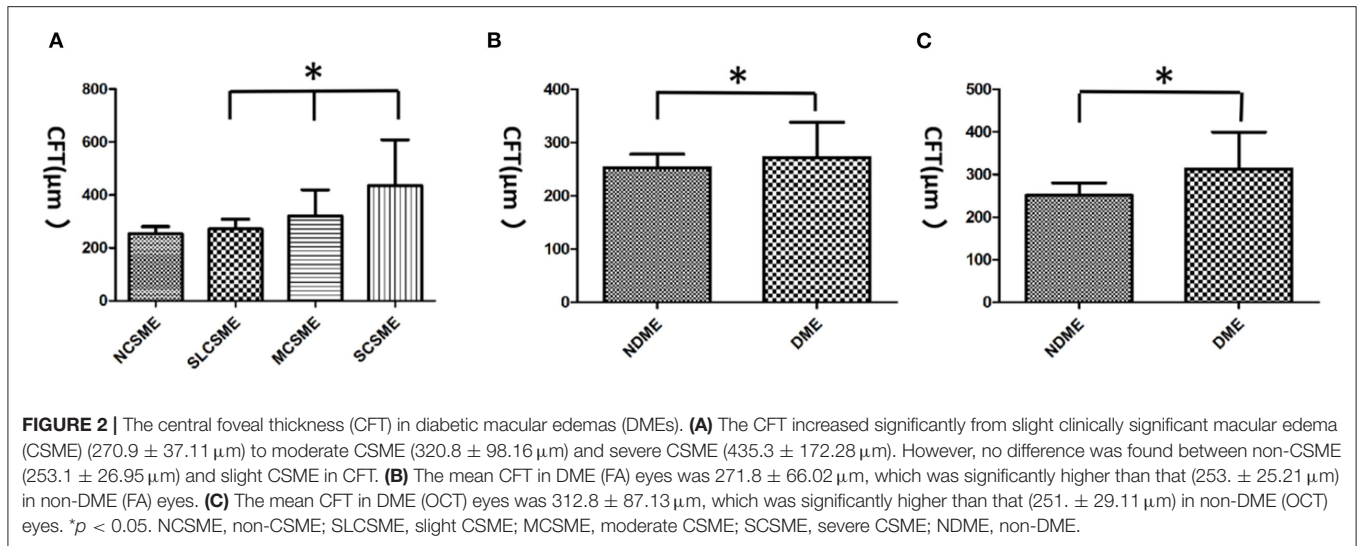 A
B
C
*
*
*
800
600
400
200
0
CFT(μm)
NCSME
SLCSME
MCSME
SCSME
400
300
200
100
0
CFT(μm)
NDME
DME
500
400
300
200
100
0
CFT(μm)
NDME
DME
FIGURE 2 | The central foveal thickness (CFT) in diabetic macular edemas (DMEs). (A) The CFT increased significantly from slight clinically significant macular edema
(CSME) (270.9 ± 37.11 μm) to moderate CSME (320.8 ± 98.16 μm) and severe CSME (435.3 ± 172.28 μm). However, no difference was found between non-CSME
(253.1 ± 26.95 μm) and slight CSME in CFT. (B) The mean CFT in DME (FA) eyes was 271.8 ± 66.02 μm, which was significantly higher than that (253. ± 25.21 μm)
in non-DME (FA) eyes. (C) The mean CFT in DME (OCT) eyes was 312.8 ± 87.13 μm, which was significantly higher than that (251. ± 29.11 μm) in non-DME (OCT)
eyes. *p < 0.05. NCSME, non-CSME; SLCSME, slight CSME; MCSME, moderate CSME; SCSME, severe CSME; NDME, non-DME.